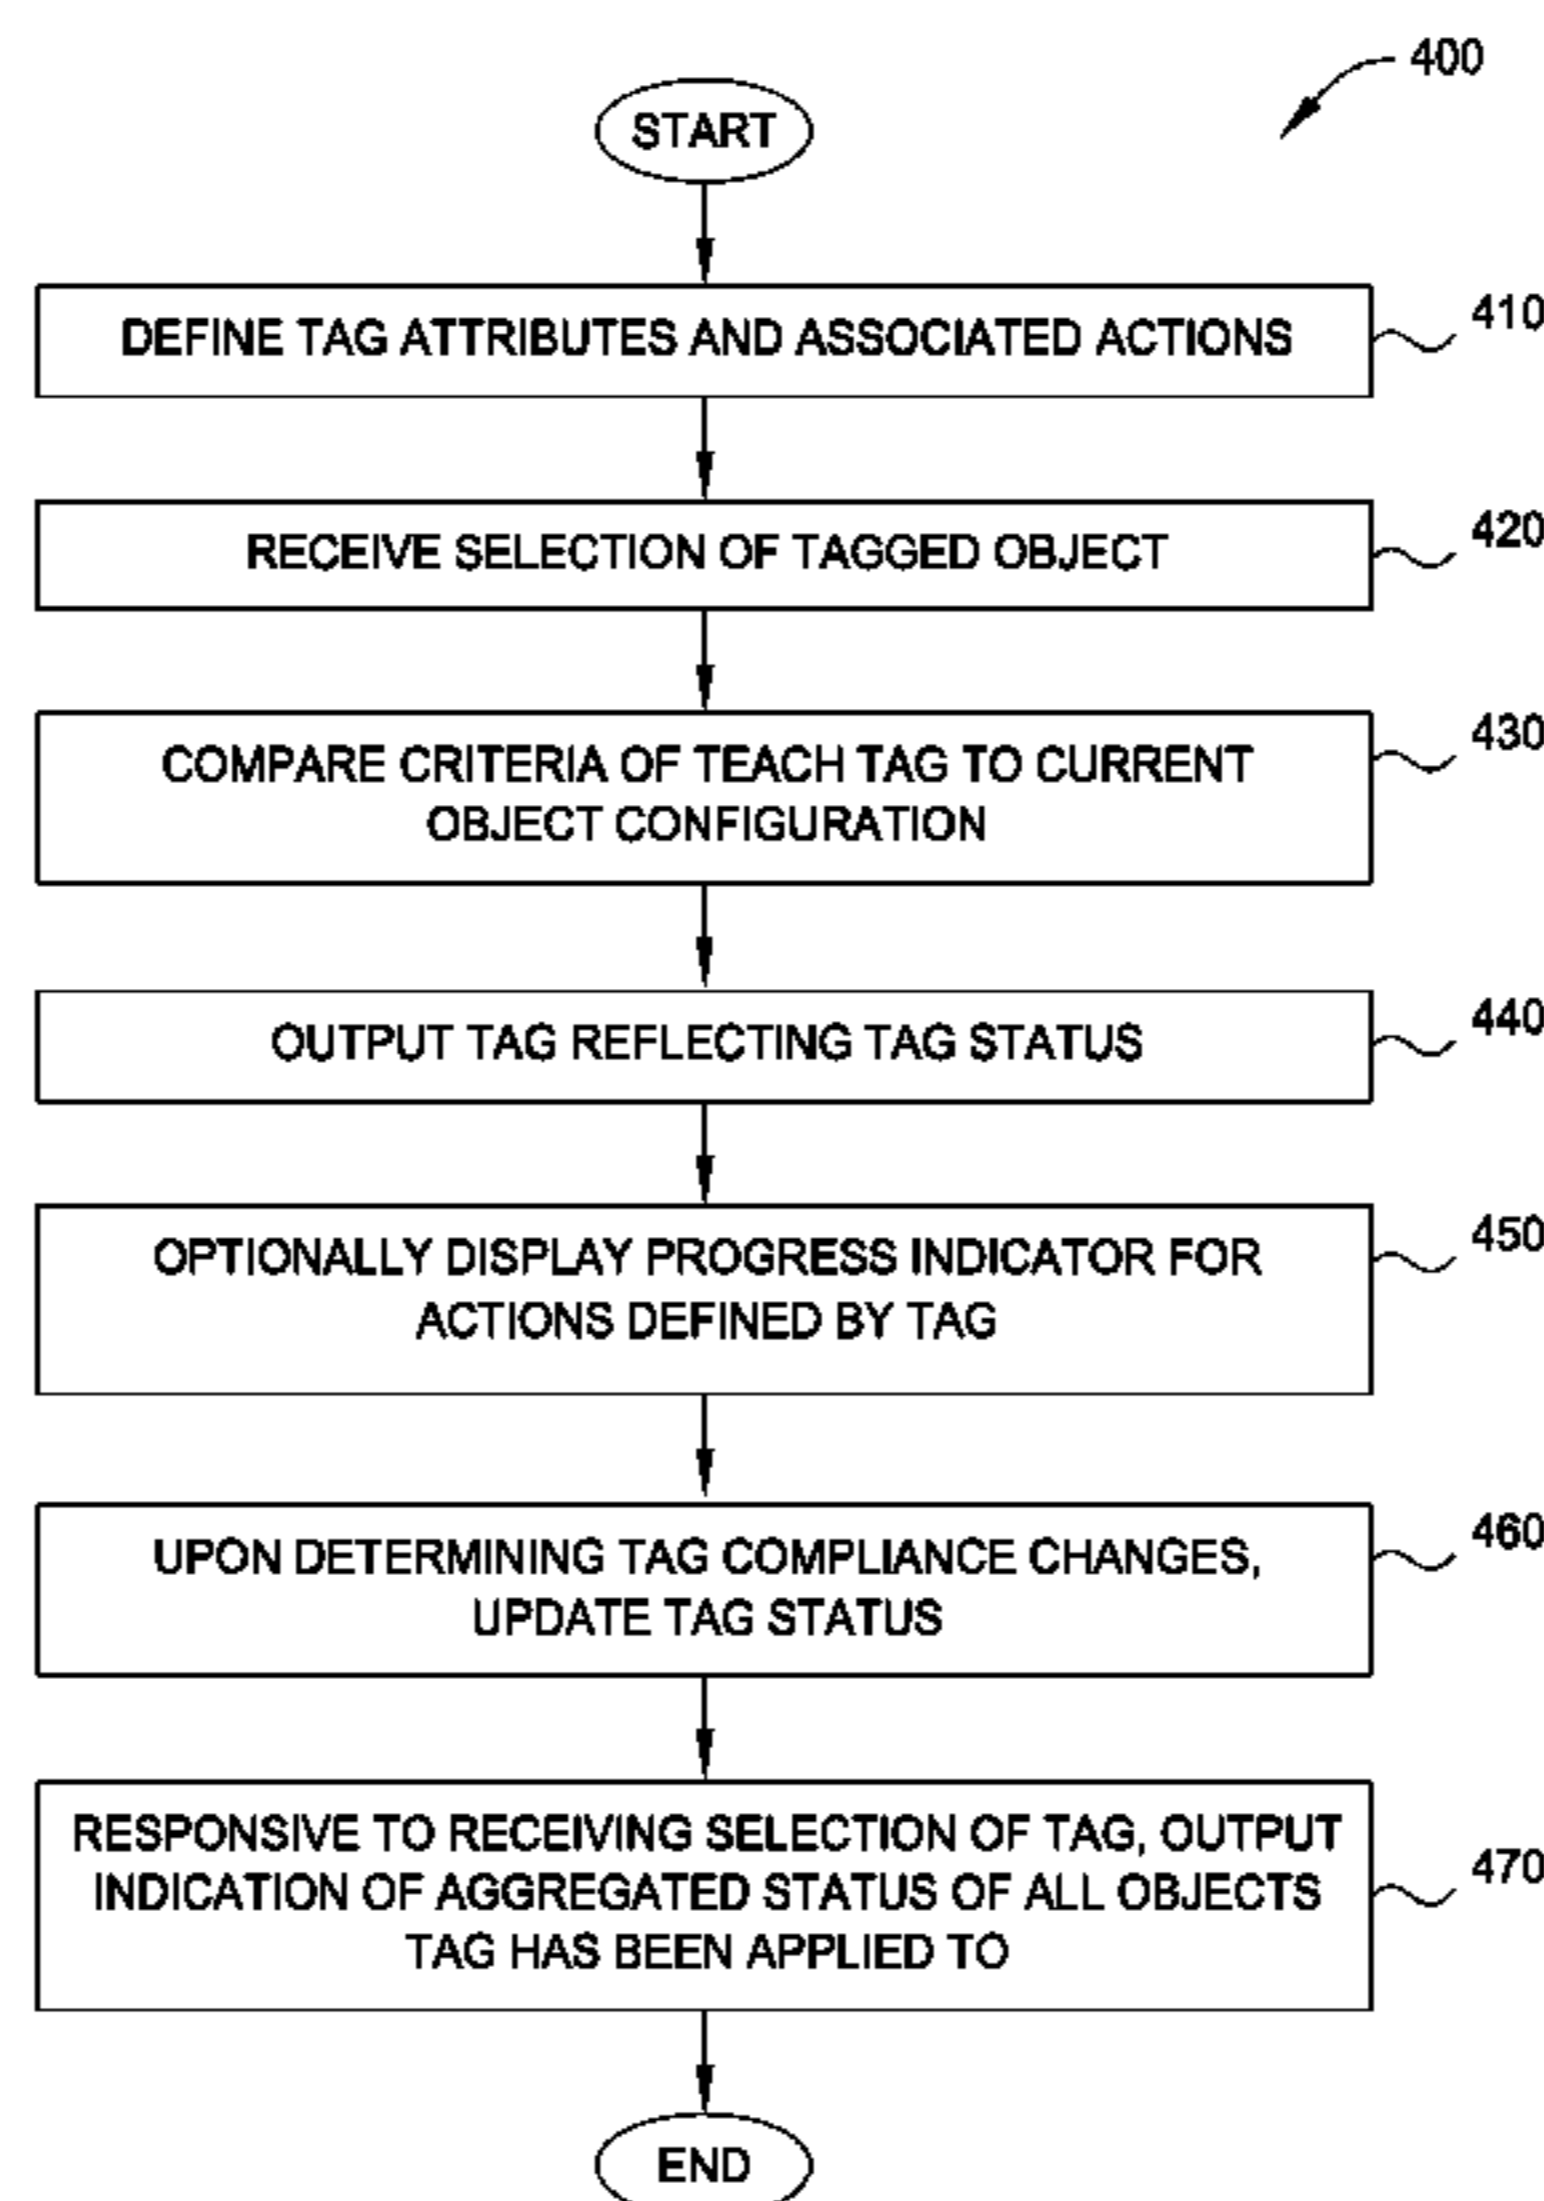 400
START
DEFINE TAG ATTRIBUTES AND ASSOCIATED ACTIONS
410
RECEIVE SELECTION OF TAGGED OBJECT
420
COMPARE CRITERIA OF TEACH TAG TO CURRENT
OBJECT CONFIGURATION
430
OUTPUT TAG REFLECTING TAG STATUS
440
OPTIONALLY DISPLAY PROGRESS INDICATOR FOR
ACTIONS DEFINED BY TAG
450
UPON DETERMINING TAG COMPLIANCE CHANGES,
UPDATE TAG STATUS
460
RESPONSIVE TO RECEIVING SELECTION OF TAG, OUTPUT
INDICATION OF AGGREGATED STATUS OF ALL OBJECTS
TAG HAS BEEN APPLIED TO
470
END